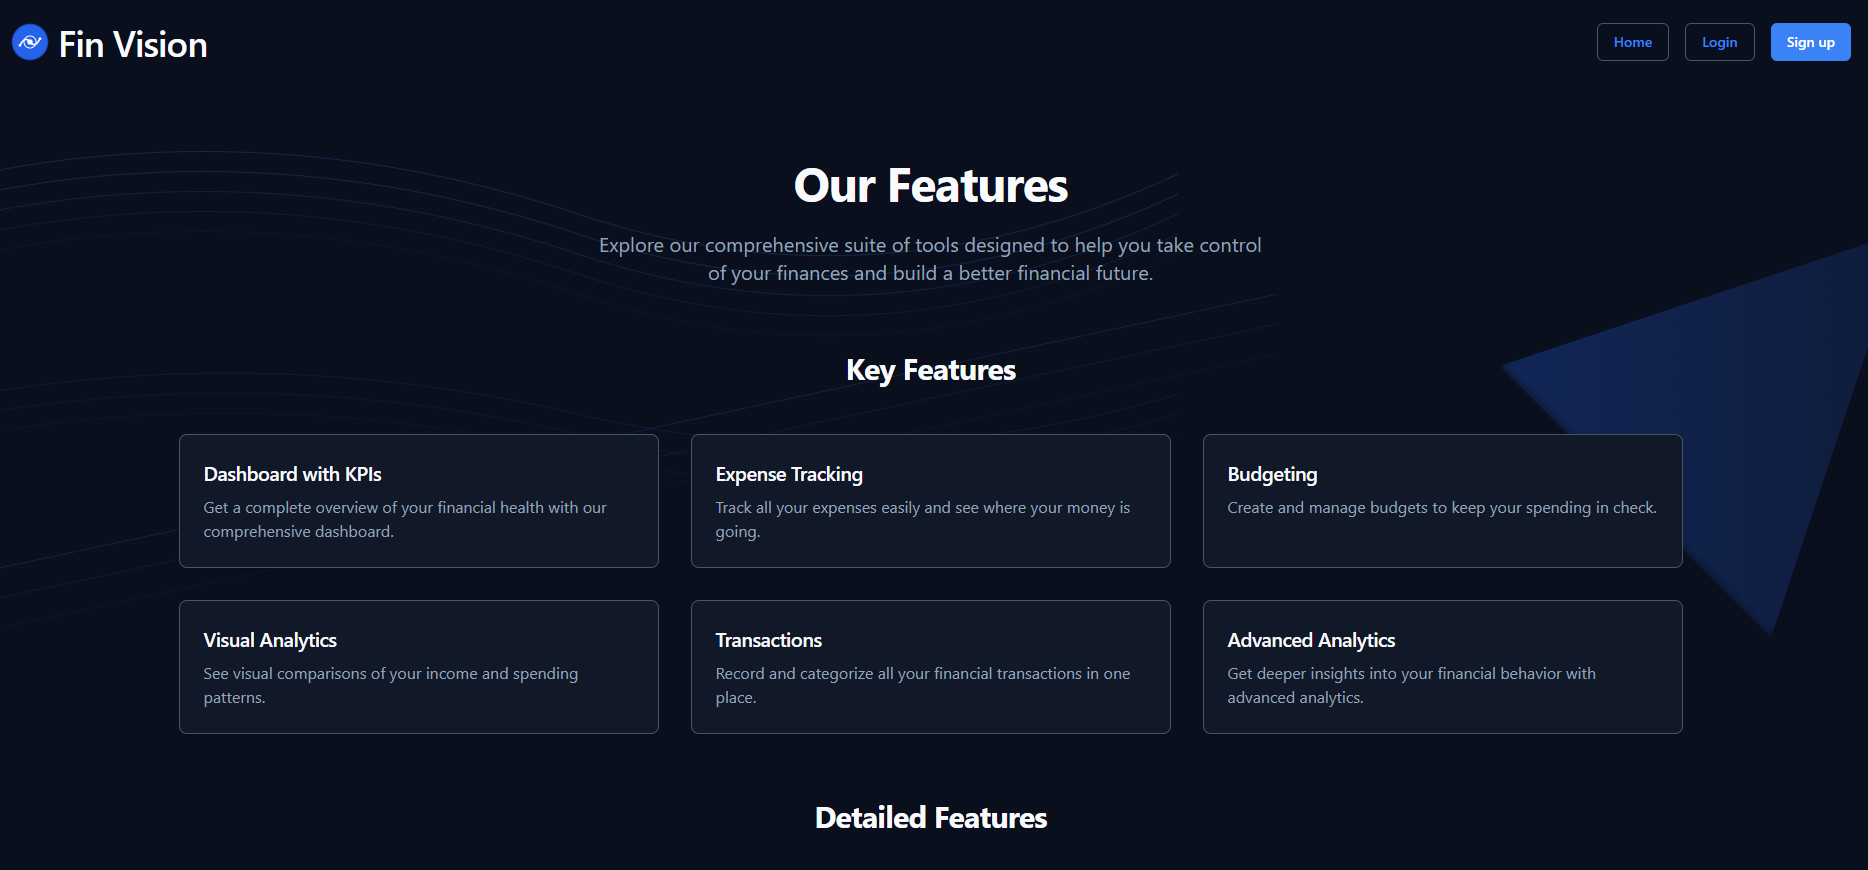 Fin Vision
Home
Login
Sign up
Our Features
Explore our comprehensive suite of tools designed to help you take control
of your finances and build a better financial future.
Key Features
Dashboard with KPIs
Get a complete overview of your financial health with our
comprehensive dashboard.
Expense Tracking
Track all your expenses easily and see where your money is
going.
Budgeting
Create and manage budgets to keep your spending in check.
Visual Analytics
See visual comparisons of your income and spending
patterns.
Transactions
Record and categorize all your financial transactions in one
place.
Advanced Analytics
Get deeper insights into your financial behavior with
advanced analytics.
Detailed Features